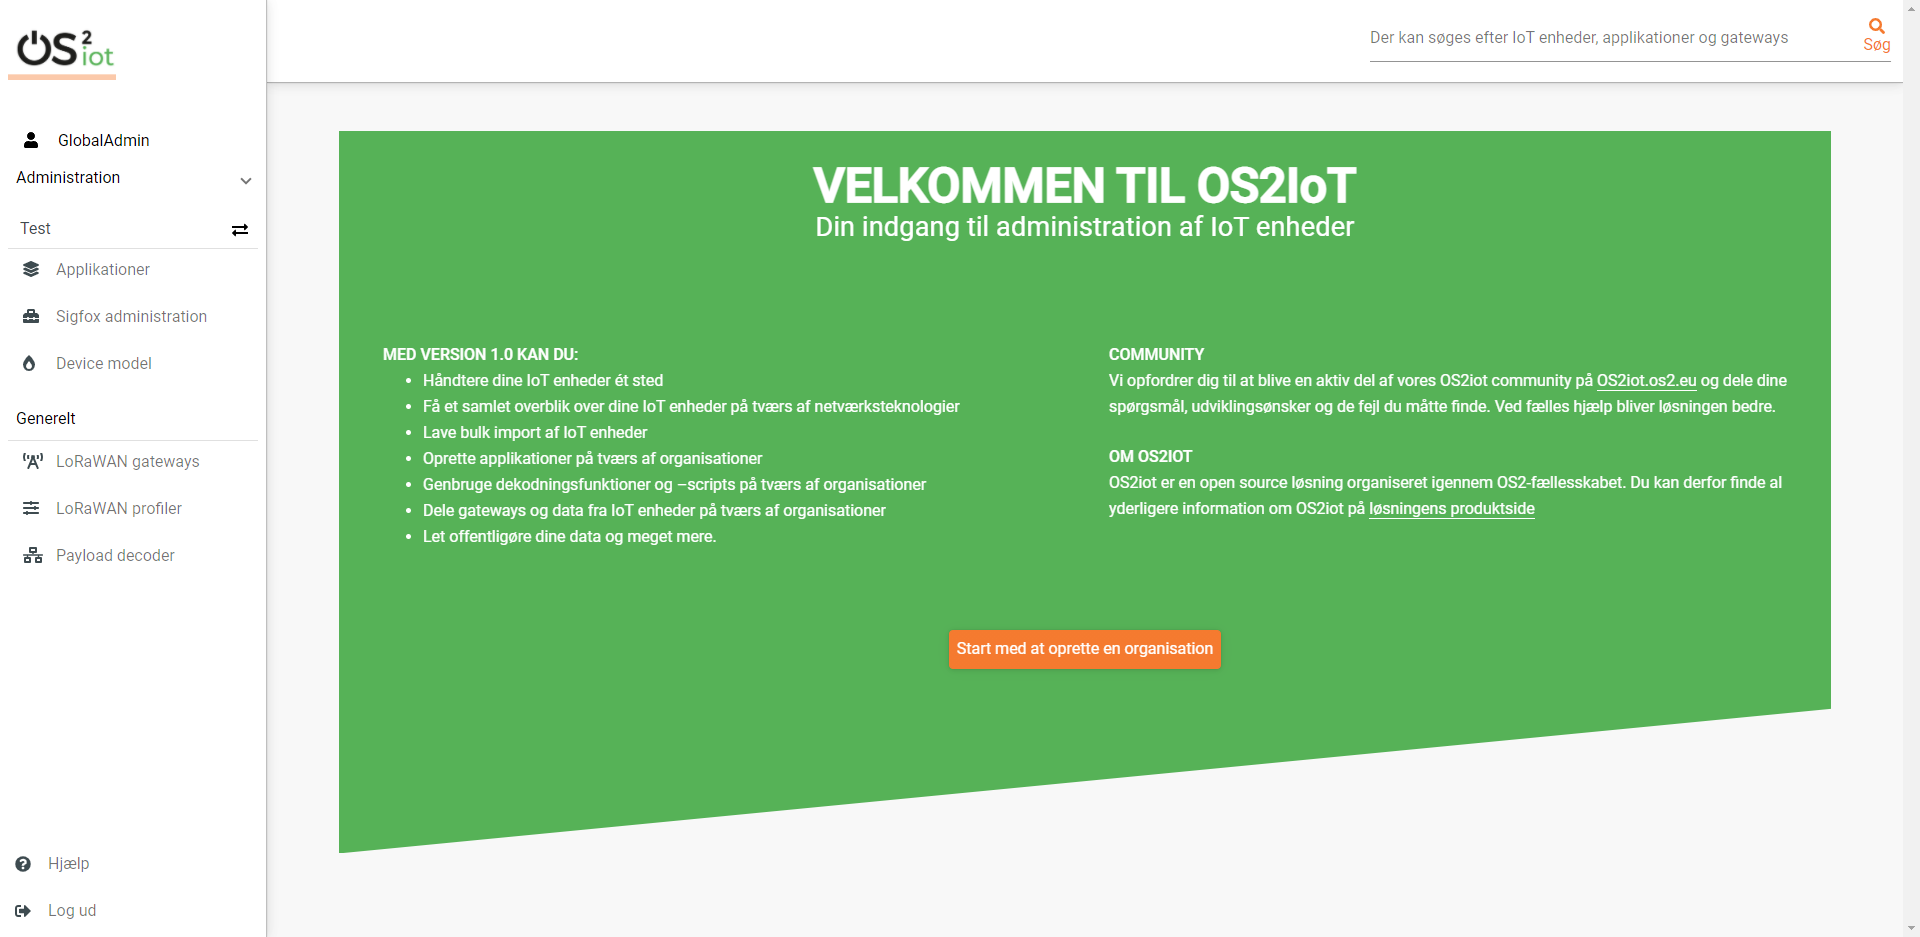 OS2iot
Der kan søges efter IoT enheder, applikationer og gateways
Søg
GlobalAdmin
Administration
Test
Applikationer
Sigfox administration
Device model
Generelt
LoRaWAN gateways
LoRaWAN profiler
Payload decoder
Hjælp
Log ud
VELKOMMEN TIL OS2IoT
Din indgang til administration af IoT enheder
MED VERSION 1.0 KAN DU:
• Håndtere dine IoT enheder ét sted
• Få et samlet overblik over dine IoT enheder på tværs af netværksteknologier
• Lave bulk import af IoT enheder
• Oprette applikationer på tværs af organisationer
• Genbruge dekodningsfunktioner og –scripts på tværs af organisationer
• Dele gateways og data fra IoT enheder på tværs af organisationer
• Let offentligøre dine data og meget mere.
COMMUNITY
Vi opfordrer dig til at blive en aktiv del af vores OS2iot community på OS2iot.os2.eu og dele dine
spørgsmål, udviklingsønsker og de fejl du måtte finde. Ved fælles hjælp bliver løsningen bedre.
OM OS2IOT
OS2iot er en open source løsning organiseret igennem OS2-fællesskabet. Du kan derfor finde al
yderligere information om OS2iot på løsningens produktside
Start med at oprette en organisation